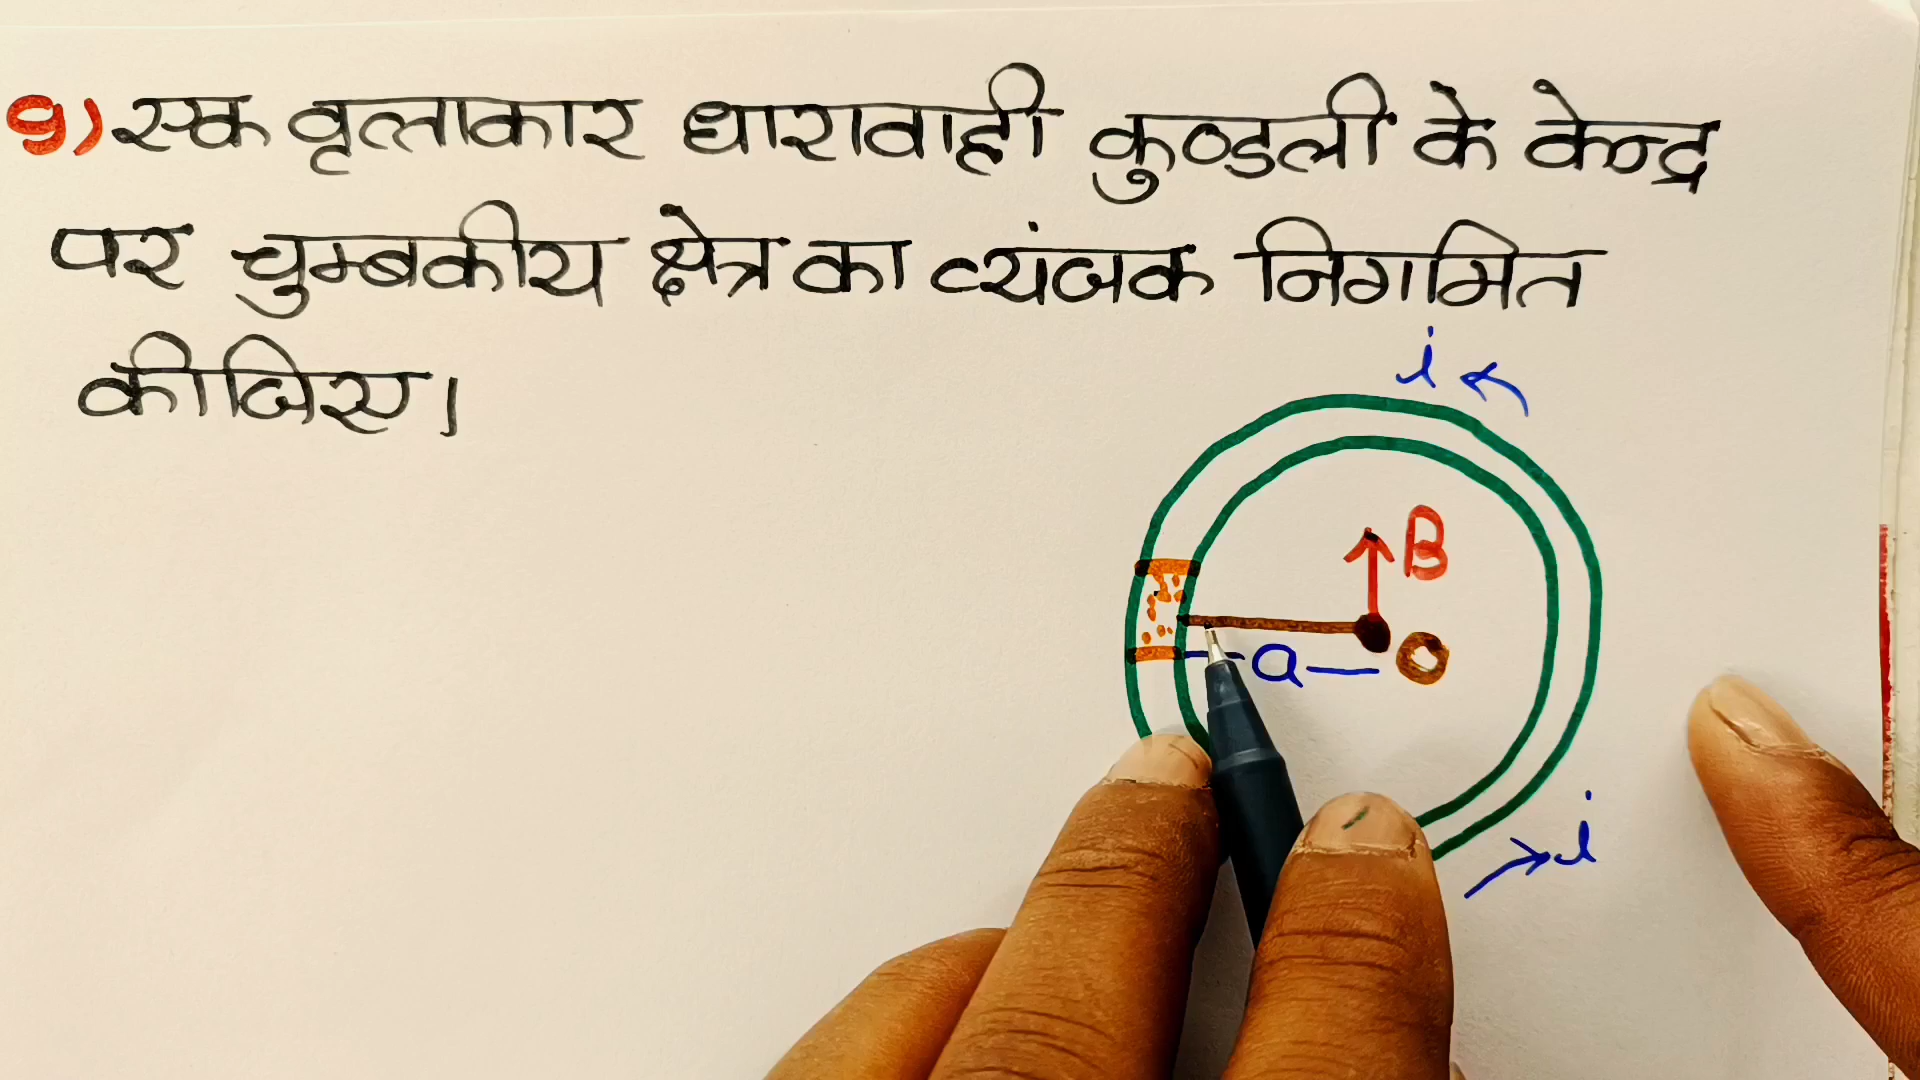 9) एक वृत्ताकार धारावाही कुण्डली के केन्द्र
पर चुम्बकीय क्षेत्र का व्यंजक निगमित
कीजिए।
i
B
a
O
i